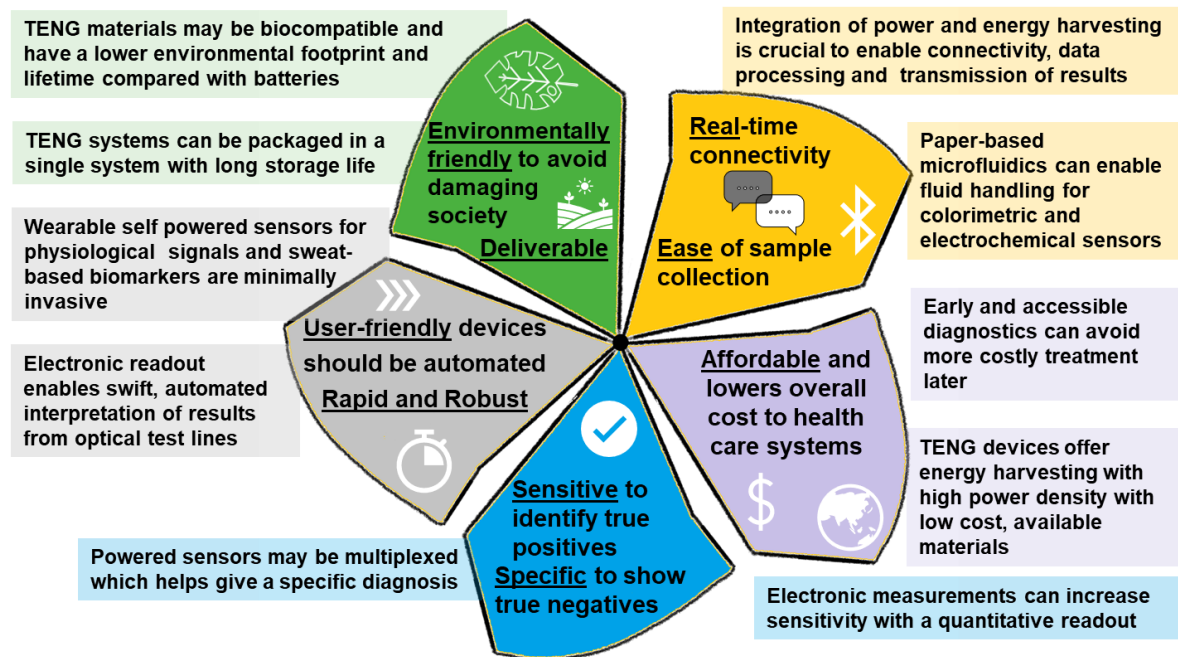 TENG materials may be biocompatible and
have a lower environmental footprint and
lifetime compared with batteries
TENG systems can be packaged in a
single system with long storage life
Wearable self powered sensors for
physiological signals and sweat-
based biomarkers are minimally
invasive
Electronic readout
enables swift, automated
interpretation of results
from optical test lines
Powered sensors may be multiplexed
which helps give a specific diagnosis
Environmentally
friendly to avoid
damaging
society
Deliverable
User-friendly devices
should be automated
Rapid and Robust
Sensitive to
identify true
positives
Specific to show
true negatives
Real-time
connectivity
Ease of sample
collection
Affordable and
lowers overall
cost to health
care systems
$
Integration of power and energy harvesting
is crucial to enable connectivity, data
processing and transmission of results
Paper-based
microfluidics can enable
fluid handling for
colorimetric and
electrochemical sensors
Early and accessible
diagnostics can avoid
more costly treatment
later
TENG devices offer
energy harvesting with
high power density with
low cost, available
materials
Electronic measurements can increase
sensitivity with a quantitative readout